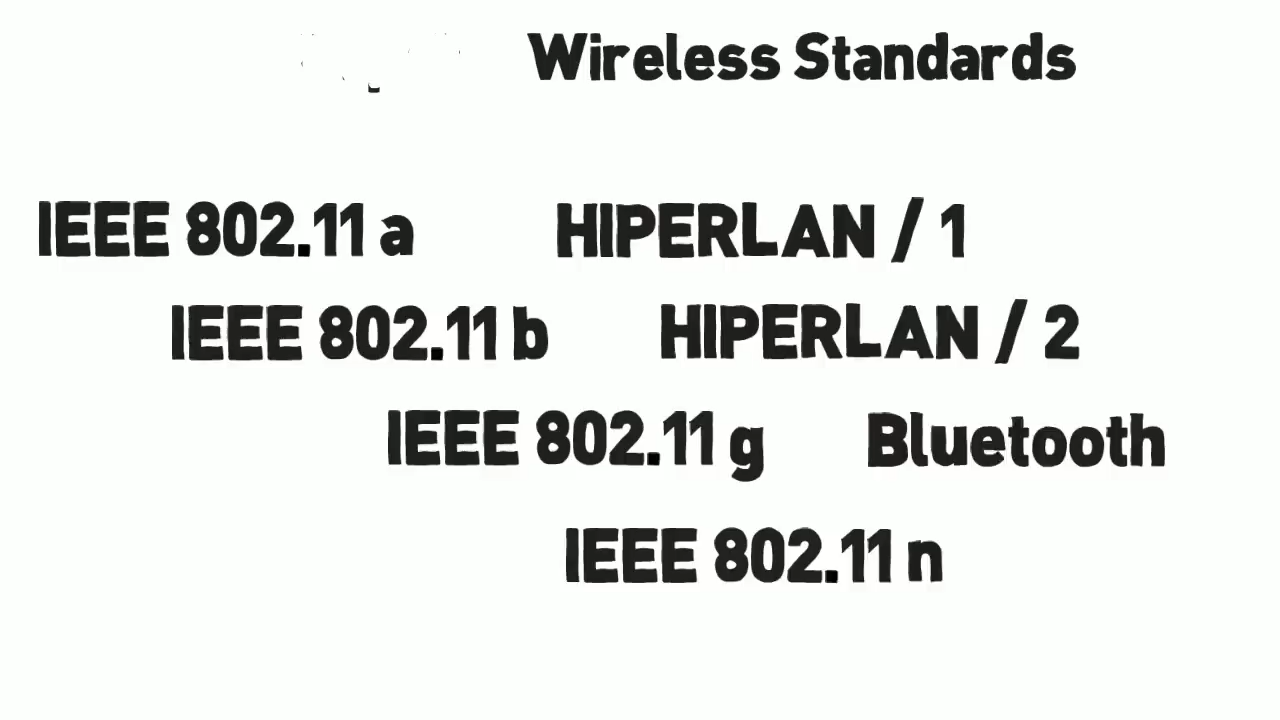 Wireless Standards
IEEE 802.11 a HIPERLAN / 1
IEEE 802.11 b HIPERLAN / 2
IEEE 802.11 g Bluetooth
IEEE 802.11 n